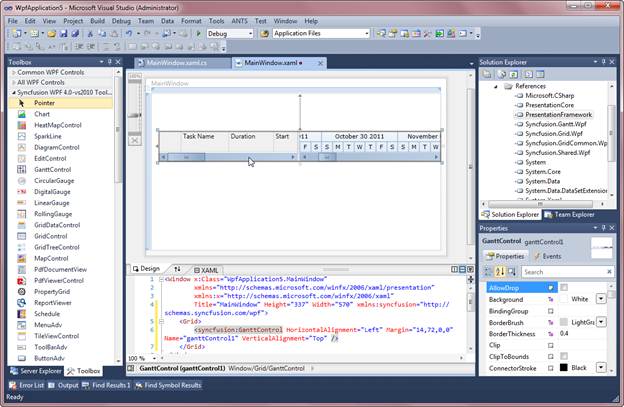 WpfApplication5 - Microsoft Visual Studio (Administrator)
File Edit View Project Build Debug Team Data Format Tools ANTS Window Help
Debug Application Files
Toolbox
Common WPF Controls
All WPF Controls
Syncfusion WPF 4.0-vs2010 Tool...
Pointer
Chart
HeatMapControl
SparkLine
DiagramControl
EditControl
GanttControl
CircularGauge
DigitalGauge
LinearGauge
RollingGauge
GridDataControl
GridControl
GridTreeControl
MapControl
PdfDocumentView
PdfViewerControl
PropertyGrid
ReportViewer
Schedule
MenuAdv
TileViewControl
ToolBarAdv
ButtonAdv
Server Explorer Toolbox
MainWindow.xaml.cs MainWindow.xaml
MainWindow
Task Name Duration Start
October 30 2011 November
F S S M T W T F S S M T W
Design XAML
1 <Window x:Class="WpfApplication5.MainWindow"
2 xmlns="http://schemas.microsoft.com/winfx/2006/xaml/presentation"
3 xmlns:x="http://schemas.microsoft.com/winfx/2006/xaml"
4 Title="MainWindow" Height="337" Width="570" xmlns:syncfusion="http://
schemas.syncfusion.com/wpf">
5 <Grid>
6 <syncfusion:GanttControl HorizontalAlignment="Left" Margin="14,72,0,0"
Name="ganttControl1" VerticalAlignment="Top" />
7 </Grid>
100 %
GanttControl (ganttControl1) Window/Grid/GanttControl
Solution Explorer
References
Microsoft.CSharp
PresentationCore
PresentationFramework
Syncfusion.Gantt.Wpf
Syncfusion.Grid.Wpf
Syncfusion.GridCommon.Wp
Syncfusion.Shared.Wpf
System
System.Core
System.Data
System.Data.DataSetExtension
Solution Explorer Team Explorer
Properties
GanttControl ganttControl1
Properties Events
Search
AllowDrop
Background White
BindingGroup
BorderBrush LightGra
BorderThickness 0.4
Clip
ClipToBounds
ConnectorStroke Black
Error List Output Find Results 1 Find Symbol Results
Ready